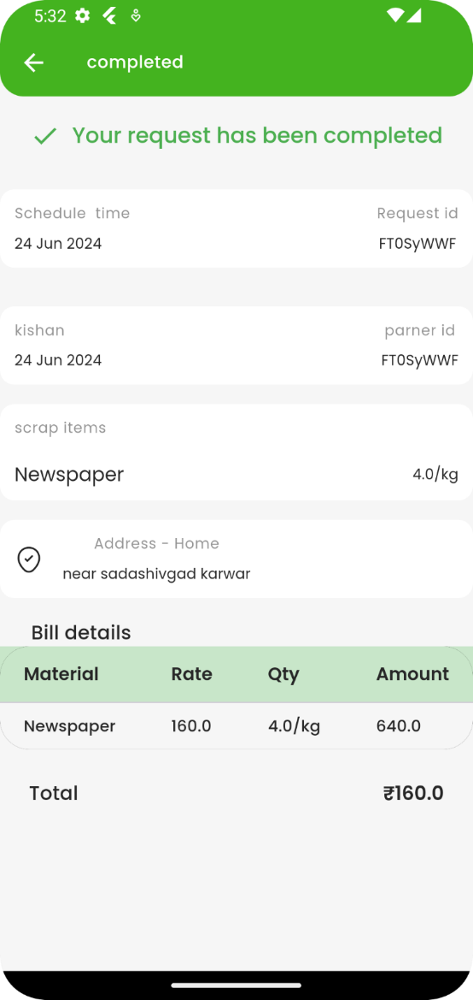 5:32
completed
Your request has been completed
Schedule time Request id
24 Jun 2024 FT0SyWWF
kishan parner id
24 Jun 2024 FT0SyWWF
scrap items
Newspaper 4.0/kg
Address - Home
near sadashivgad karwar
Bill details
Material Rate Qty Amount
Newspaper 160.0 4.0/kg 640.0
Total ₹160.0